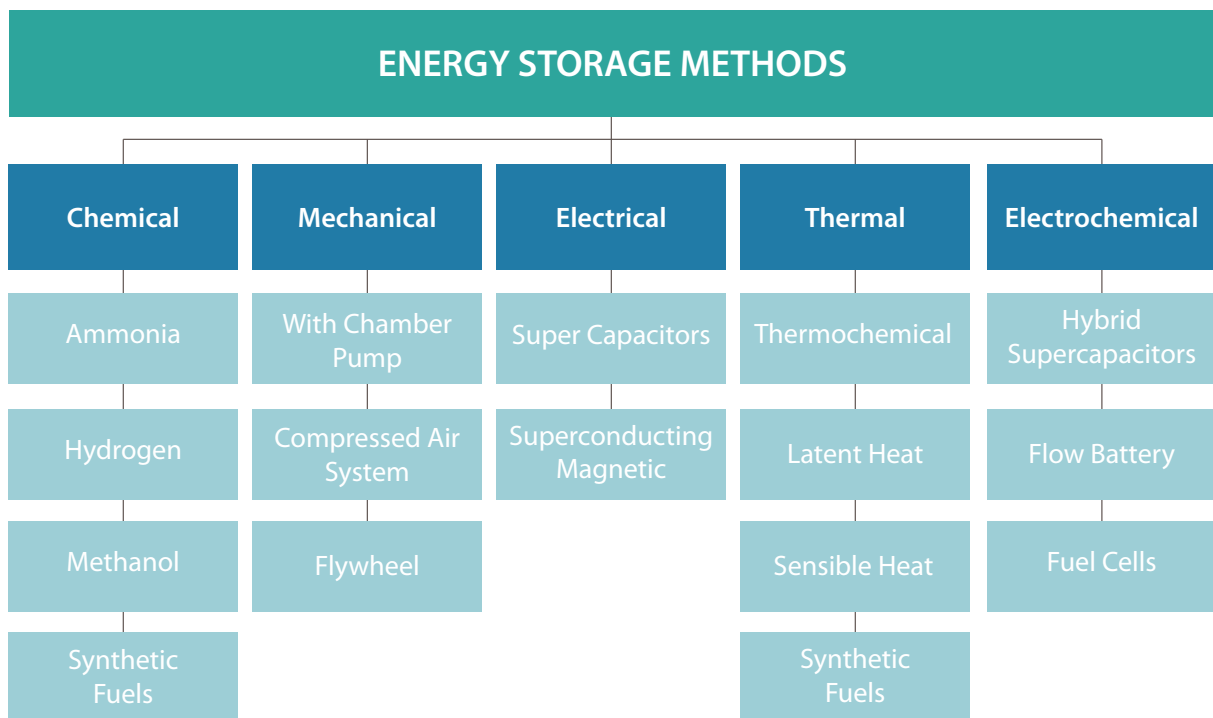 ENERGY STORAGE METHODS
Chemical
Mechanical
Electrical
Thermal
Electrochemical
Ammonia
With Chamber
Pump
Super Capacitors
Thermochemical
Hybrid
Supercapacitors
Hydrogen
Compressed Air
System
Superconducting
Magnetic
Latent Heat
Flow Battery
Methanol
Flywheel
Sensible Heat
Fuel Cells
Synthetic
Fuels
Synthetic
Fuels